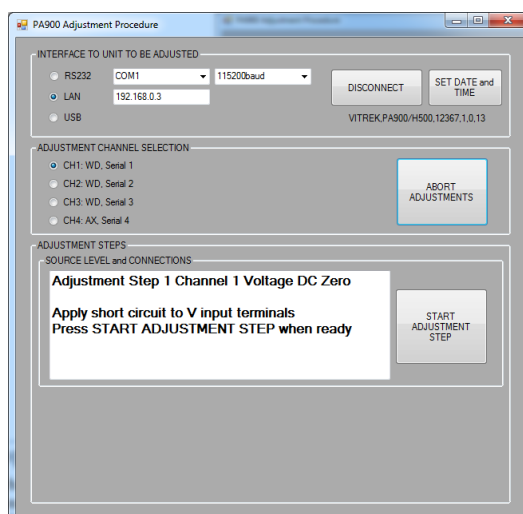 PA900 Adjustment Procedure
INTERFACE TO UNIT TO BE ADJUSTED
RS232
COM1
115200baud
LAN
192.168.0.3
USB
DISCONNECT
SET DATE and
TIME
VITREK,PA900/H500,12367,1,0,13
ADJUSTMENT CHANNEL SELECTION
CH1: WD, Serial 1
CH2: WD, Serial 2
CH3: WD, Serial 3
CH4: AX, Serial 4
ABORT
ADJUSTMENTS
ADJUSTMENT STEPS
SOURCE LEVEL and CONNECTIONS
Adjustment Step 1 Channel 1 Voltage DC Zero
Apply short circuit to V input terminals
Press START ADJUSTMENT STEP when ready
START
ADJUSTMENT
STEP